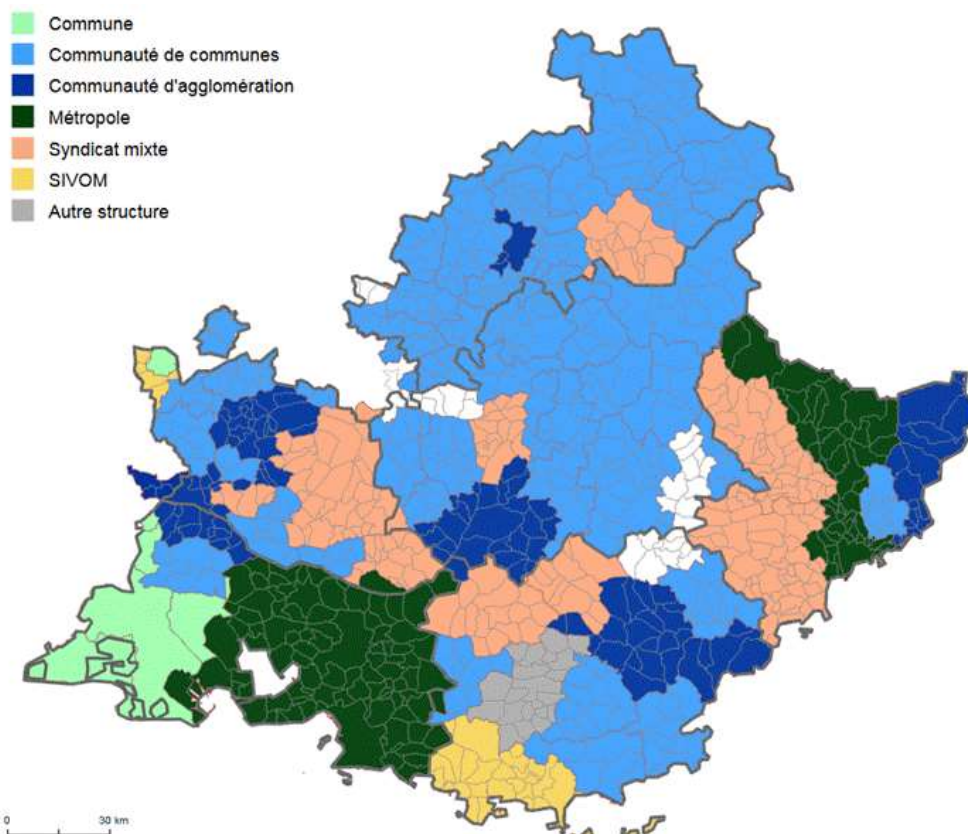 Commune
Communauté de communes
Communauté d'agglomération
Métropole
Syndicat mixte
SIVOM
Autre structure
0 30 km